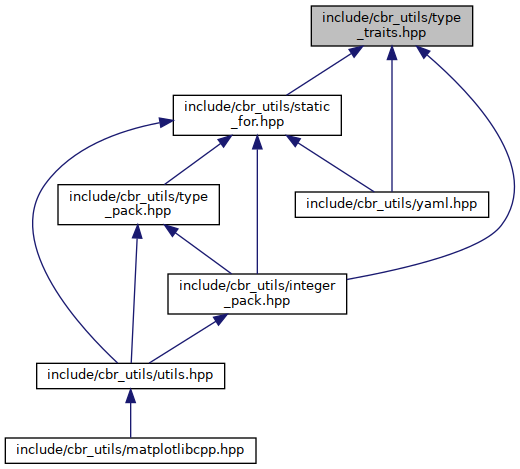 include/cbr_utils/type
_traits.hpp
include/cbr_utils/static
_for.hpp
include/cbr_utils/type
_pack.hpp
include/cbr_utils/yaml.hpp
include/cbr_utils/integer
_pack.hpp
include/cbr_utils/utils.hpp
include/cbr_utils/matplotlibcpp.hpp